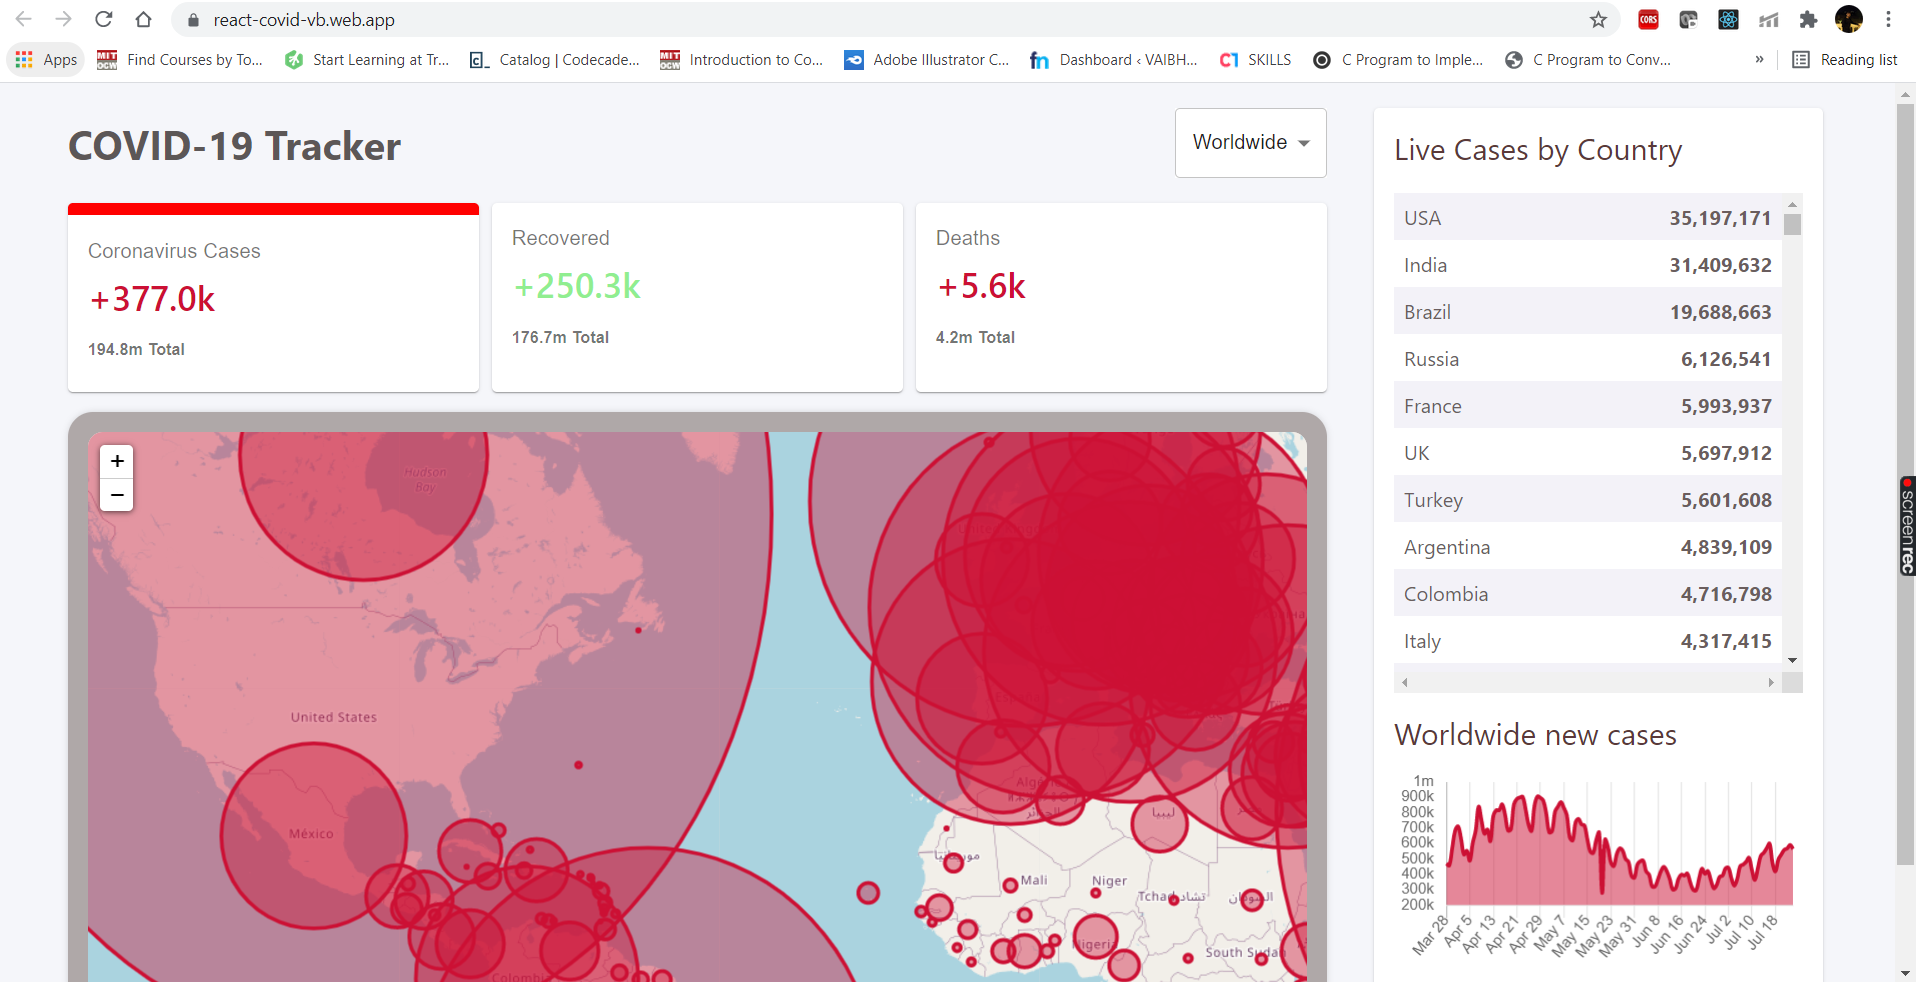 react-covid-vb.web.app
CORS
Apps
Find Courses by To...
Start Learning at Tr...
Catalog | Codecade...
Introduction to Co...
Adobe Illustrator C...
Dashboard ‹ VAIBH...
SKILLS
C Program to Imple...
C Program to Conv...
»
Reading list
COVID-19 Tracker
Worldwide
Coronavirus Cases
+377.0k
194.8m Total
Recovered
+250.3k
176.7m Total
Deaths
+5.6k
4.2m Total
+
−
Hudson
Bay
United States
México
Colombia
ليبيا
Mali
Niger
Tchad تشاد
السودان
موريتانيا
Nigeria
South Sudan
Live Cases by Country
USA 35,197,171
India 31,409,632
Brazil 19,688,663
Russia 6,126,541
France 5,993,937
UK 5,697,912
Turkey 5,601,608
Argentina 4,839,109
Colombia 4,716,798
Italy 4,317,415
Worldwide new cases
1m
900k
800k
700k
600k
500k
400k
300k
200k
Mar 28
Apr 5
Apr 13
Apr 21
Apr 29
May 7
May 15
May 23
May 31
Jun 8
Jun 16
Jun 24
Jul 2
Jul 10
Jul 18
screenrec